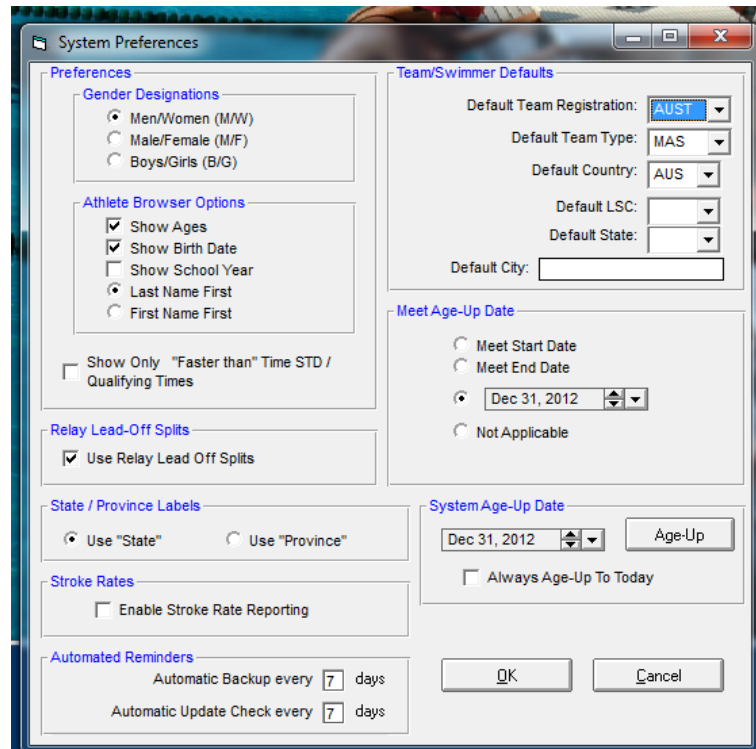 System Preferences
Preferences
Gender Designations
Men/Women (M/W)
Male/Female (M/F)
Boys/Girls (B/G)
Athlete Browser Options
Show Ages
Show Birth Date
Show School Year
Last Name First
First Name First
Show Only "Faster than" Time STD /
Qualifying Times
Relay Lead-Off Splits
Use Relay Lead Off Splits
State / Province Labels
Use "State"
Use "Province"
Stroke Rates
Enable Stroke Rate Reporting
Automated Reminders
Automatic Backup every 7 days
Automatic Update Check every 7 days
Team/Swimmer Defaults
Default Team Registration: AUST
Default Team Type: MAS
Default Country: AUS
Default LSC:
Default State:
Default City:
Meet Age-Up Date
Meet Start Date
Meet End Date
Dec 31, 2012
Not Applicable
System Age-Up Date
Dec 31, 2012
Age-Up
Always Age-Up To Today
OK
Cancel